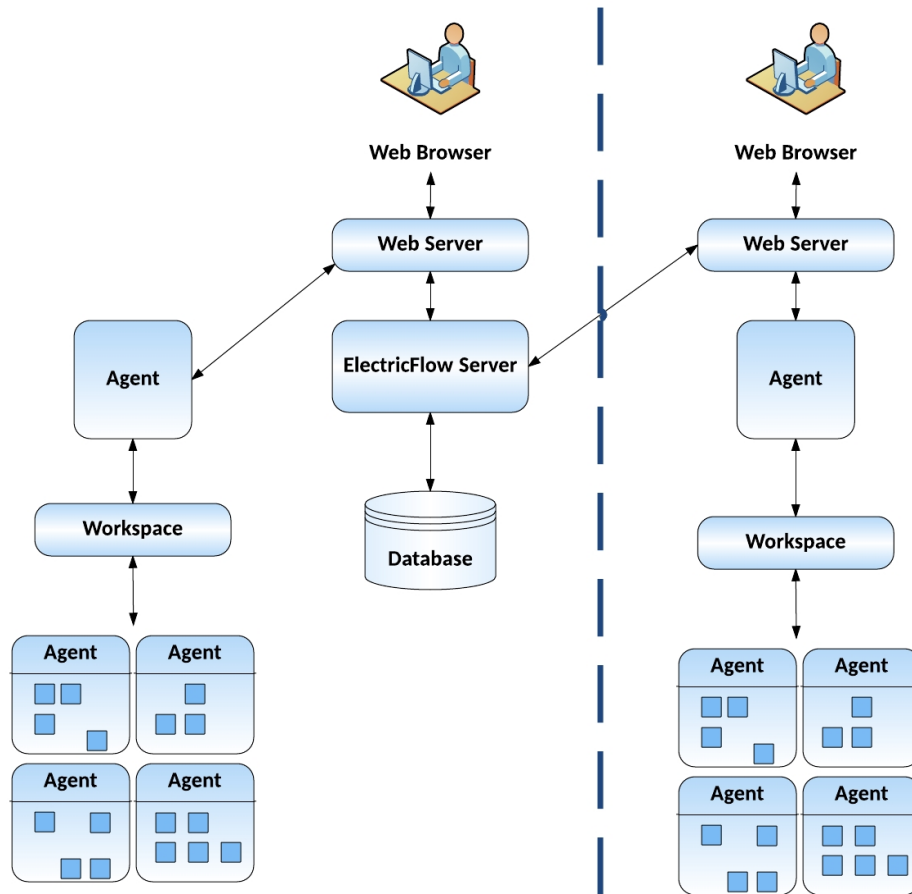 Web Browser
Web Browser
Web Server
Web Server
Agent
ElectricFlow Server
Agent
Workspace
Database
Workspace
Agent
Agent
Agent
Agent
Agent
Agent
Agent
Agent